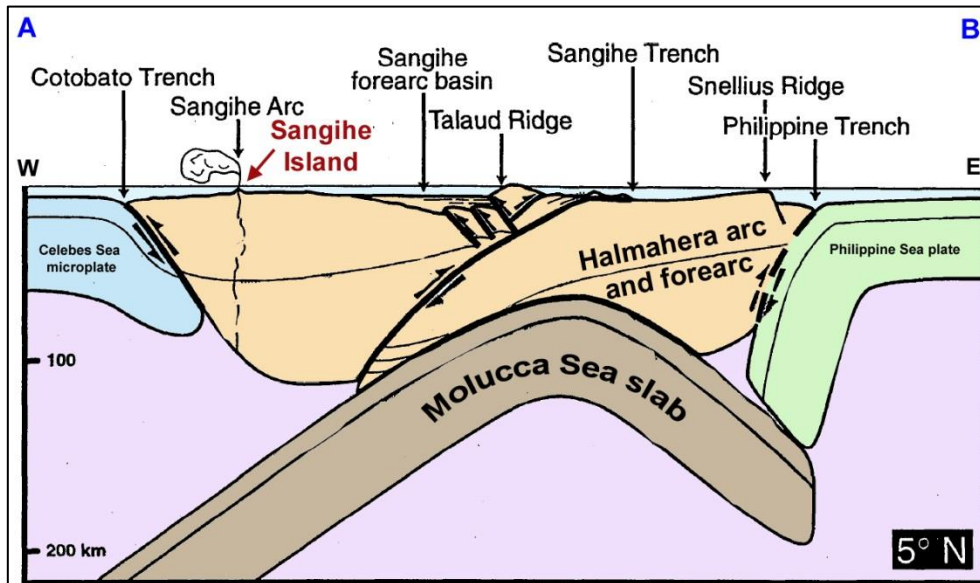 A
B
Cotobato Trench
Sangihe Arc
Sangihe
Island
Sangihe
forearc basin
Talaud Ridge
Sangihe Trench
Snellius Ridge
Philippine Trench
W
E
Celebes Sea
microplate
Halmahera arc
and forearc
Philippine Sea plate
Molucca Sea slab
100
200 km
5° N